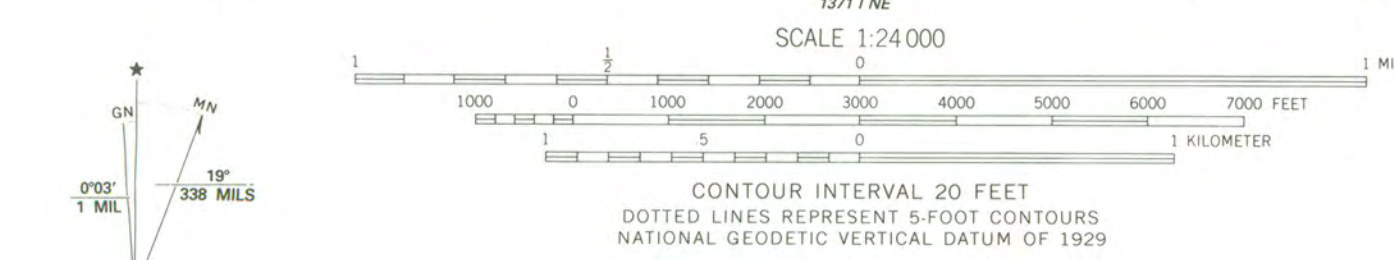 1371 I NE
SCALE 1:24 000
1 1/2 0 1 MI
1000 0 1000 2000 3000 4000 5000 6000 7000 FEET
1 .5 0 1 KILOMETER
CONTOUR INTERVAL 20 FEET
DOTTED LINES REPRESENT 5-FOOT CONTOURS
NATIONAL GEODETIC VERTICAL DATUM OF 1929
★
GN
MN
0°03′
1 MIL
19°
338 MILS